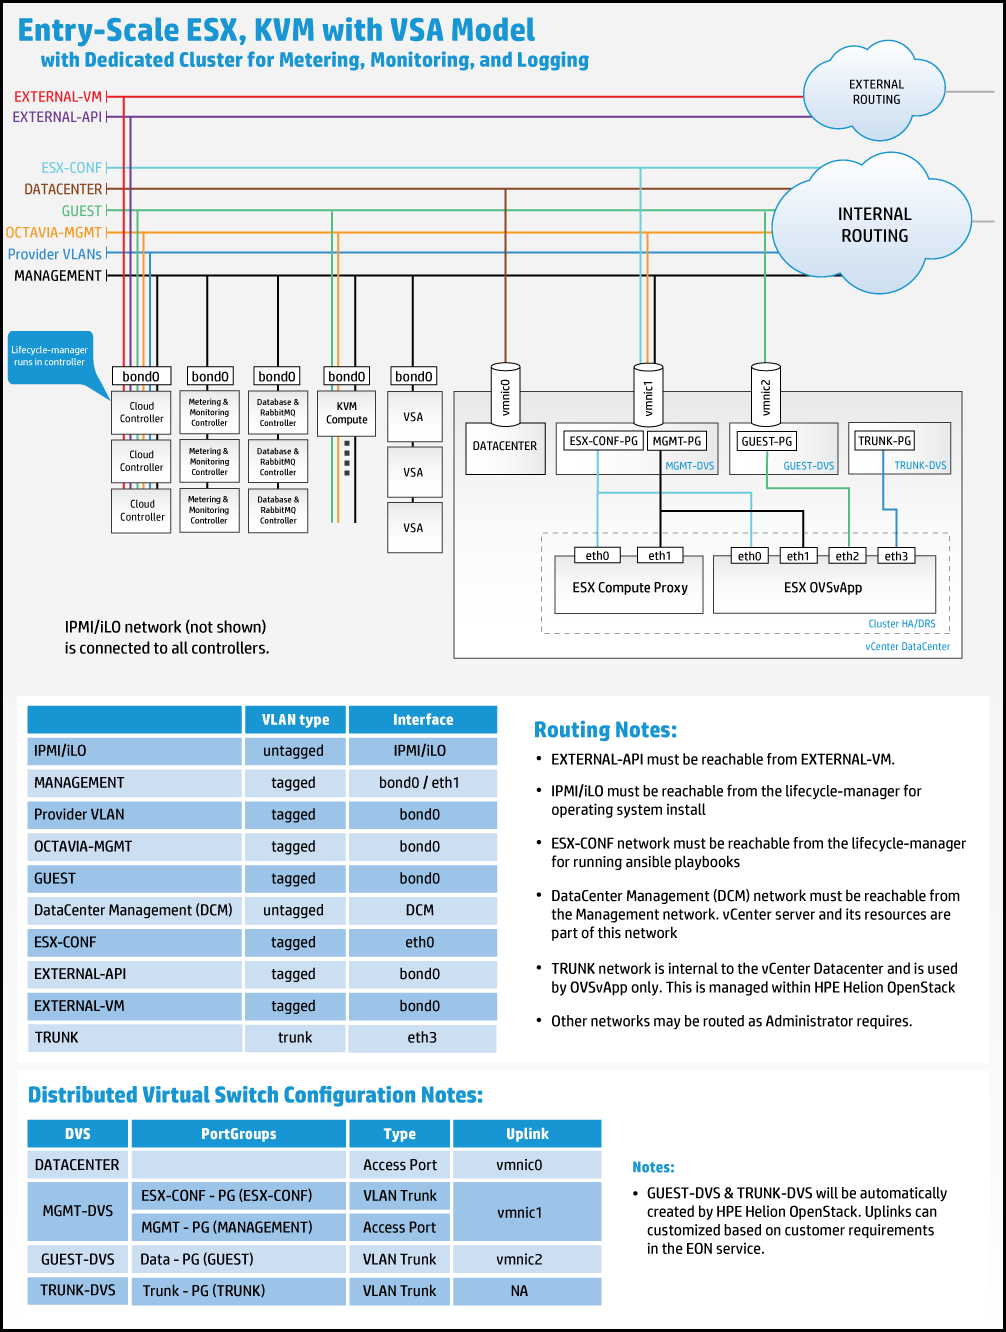 Entry-Scale ESX, KVM with VSA Model
with Dedicated Cluster for Metering, Monitoring, and Logging
EXTERNAL-VM
EXTERNAL-API
EXTERNAL
ROUTING
ESX-CONF
DATACENTER
GUEST
OCTAVIA-MGMT
Provider VLANs
MANAGEMENT
INTERNAL
ROUTING
Lifecycle-manager
runs in controller
bond0
bond0
bond0
bond0
bond0
vmnic0
vmnic1
vmnic2
Cloud
Controller
Cloud
Controller
Cloud
Controller
Metering &
Monitoring
Controller
Metering &
Monitoring
Controller
Metering &
Monitoring
Controller
Database &
RabbitMQ
Controller
Database &
RabbitMQ
Controller
Database &
RabbitMQ
Controller
KVM
Compute
VSA
VSA
VSA
DATACENTER
ESX-CONF-PG
MGMT-PG
MGMT-DVS
GUEST-PG
GUEST-DVS
TRUNK-PG
TRUNK-DVS
eth0
eth1
ESX Compute Proxy
eth0
eth1
eth2
eth3
ESX OVSvApp
Cluster HA/DRS
vCenter DataCenter
IPMI/iLO network (not shown)
is connected to all controllers.
VLAN type Interface
IPMI/iLO untagged IPMI/iLO
MANAGEMENT tagged bond0 / eth1
Provider VLAN tagged bond0
OCTAVIA-MGMT tagged bond0
GUEST tagged bond0
DataCenter Management (DCM) untagged DCM
ESX-CONF tagged eth0
EXTERNAL-API tagged bond0
EXTERNAL-VM tagged bond0
TRUNK trunk eth3
Routing Notes:
• EXTERNAL-API must be reachable from EXTERNAL-VM.
• IPMI/iLO must be reachable from the lifecycle-manager for
operating system install
• ESX-CONF network must be reachable from the lifecycle-manager
for running ansible playbooks
• DataCenter Management (DCM) network must be reachable from
the Management network. vCenter server and its resources are
part of this network
• TRUNK network is internal to the vCenter Datacenter and is used
by OVSvApp only. This is managed within HPE Helion OpenStack
• Other networks may be routed as Administrator requires.
Distributed Virtual Switch Configuration Notes:
DVS PortGroups Type Uplink
DATACENTER Access Port vmnic0
MGMT-DVS ESX-CONF - PG (ESX-CONF) VLAN Trunk vmnic1
MGMT - PG (MANAGEMENT) Access Port
GUEST-DVS Data - PG (GUEST) VLAN Trunk vmnic2
TRUNK-DVS Trunk - PG (TRUNK) VLAN Trunk NA
Notes:
• GUEST-DVS & TRUNK-DVS will be automatically
created by HPE Helion OpenStack. Uplinks can
customized based on customer requirements
in the EON service.